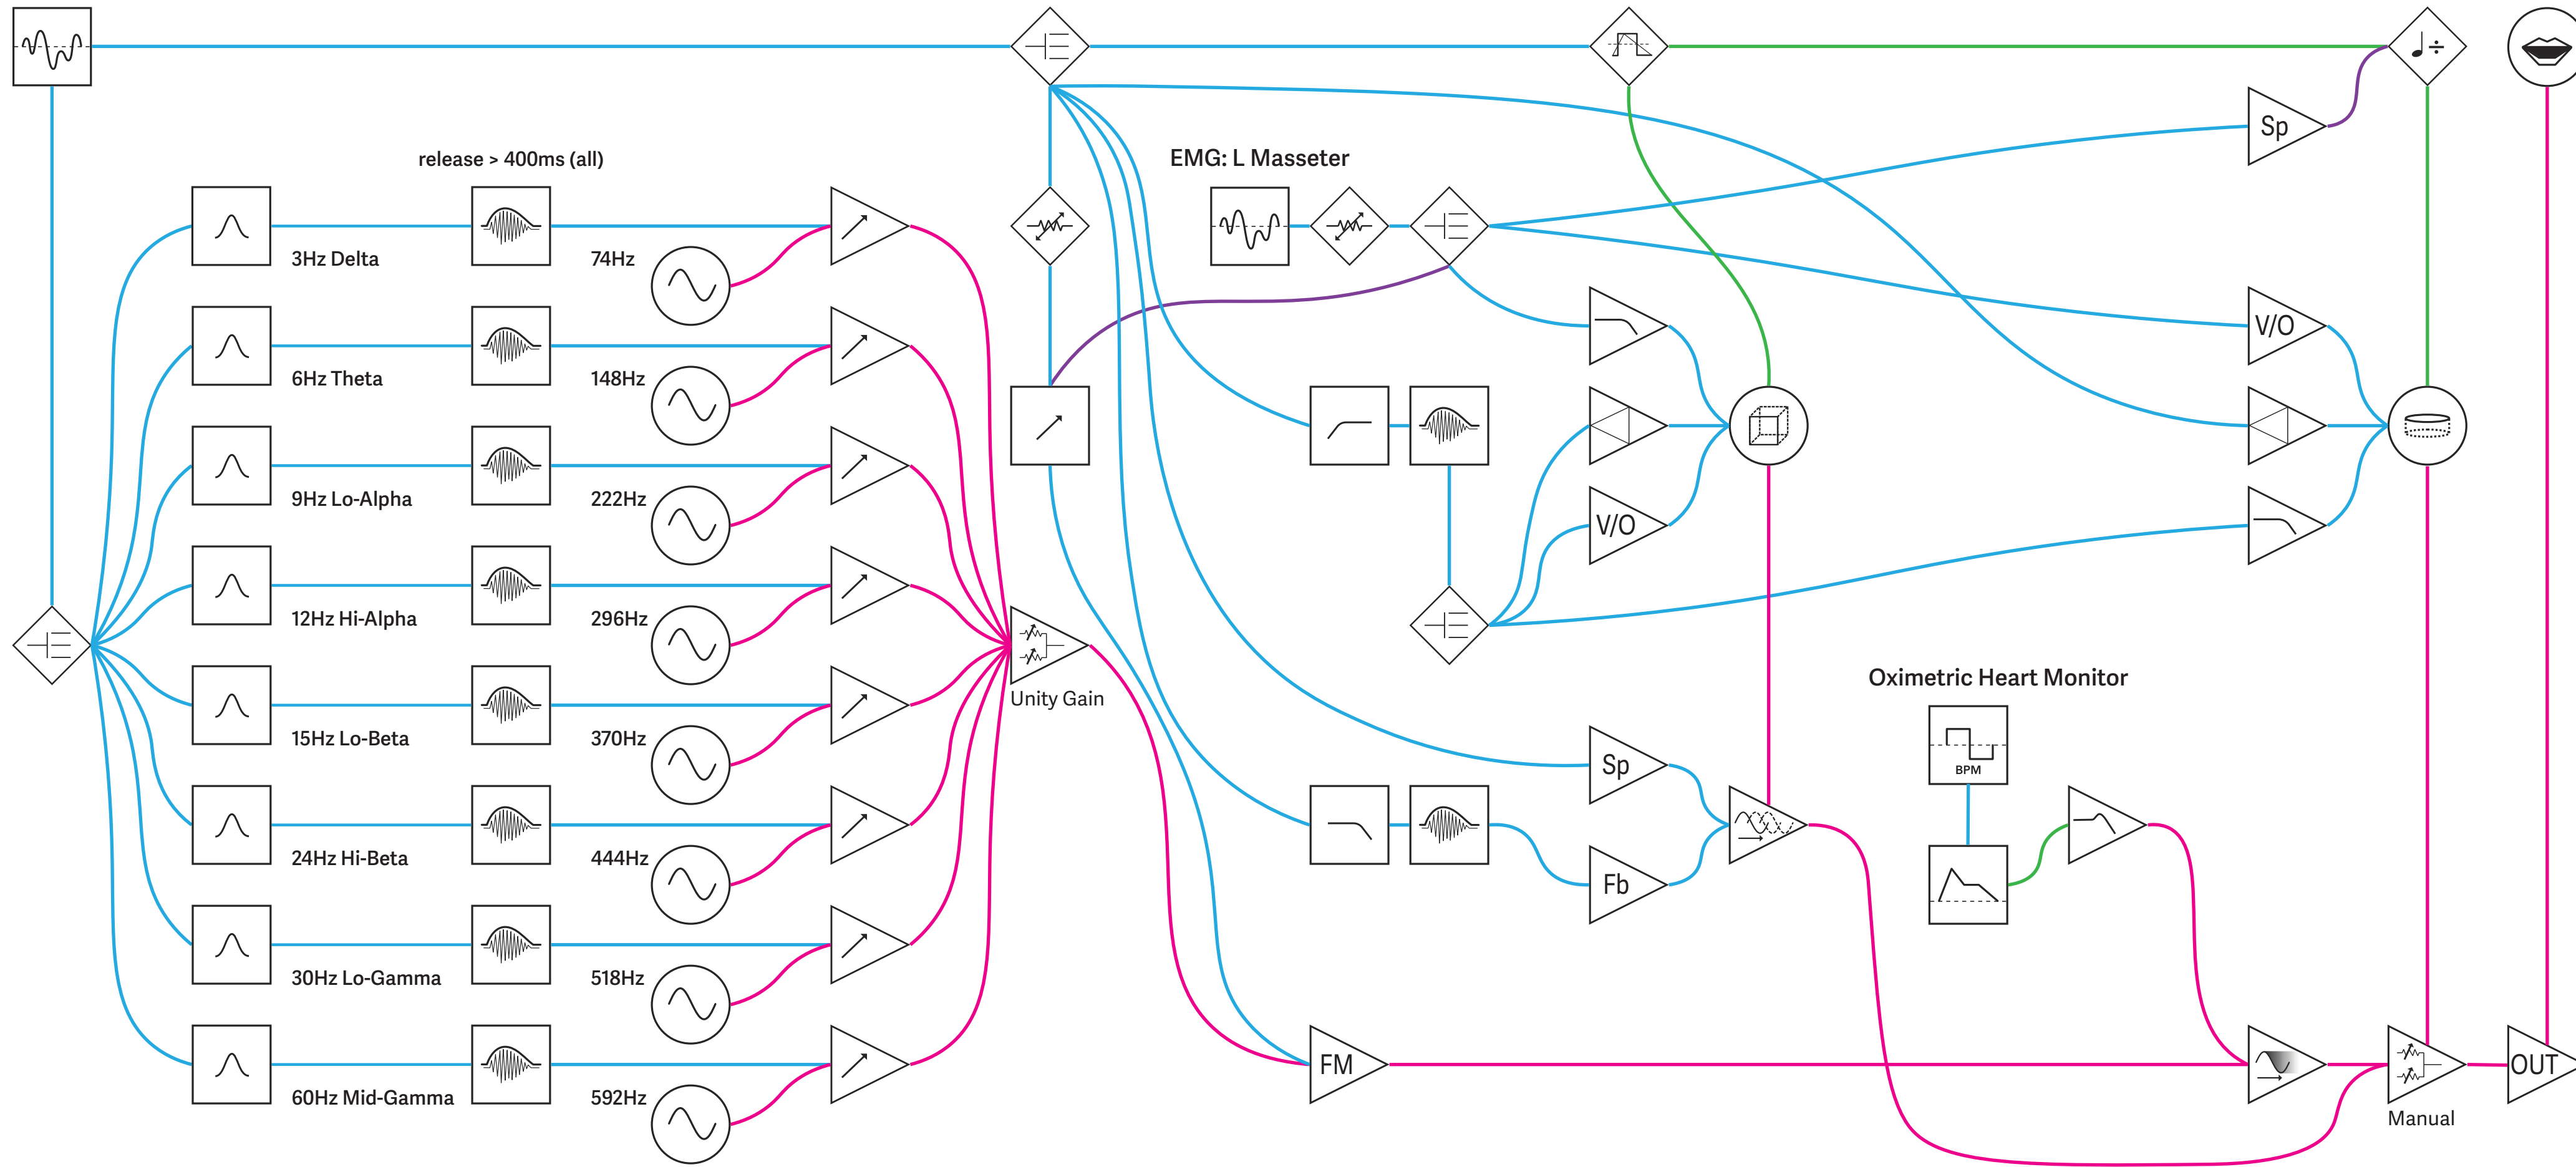 ÷
Sp
release > 400ms (all)
EMG: L Masseter
3Hz Delta
74Hz
V/O
6Hz Theta
148Hz
9Hz Lo-Alpha
222Hz
V/O
12Hz Hi-Alpha
296Hz
Unity Gain
Oximetric Heart Monitor
15Hz Lo-Beta
370Hz
Sp
BPM
24Hz Hi-Beta
444Hz
Fb
30Hz Lo-Gamma
518Hz
FM
OUT
60Hz Mid-Gamma
592Hz
Manual